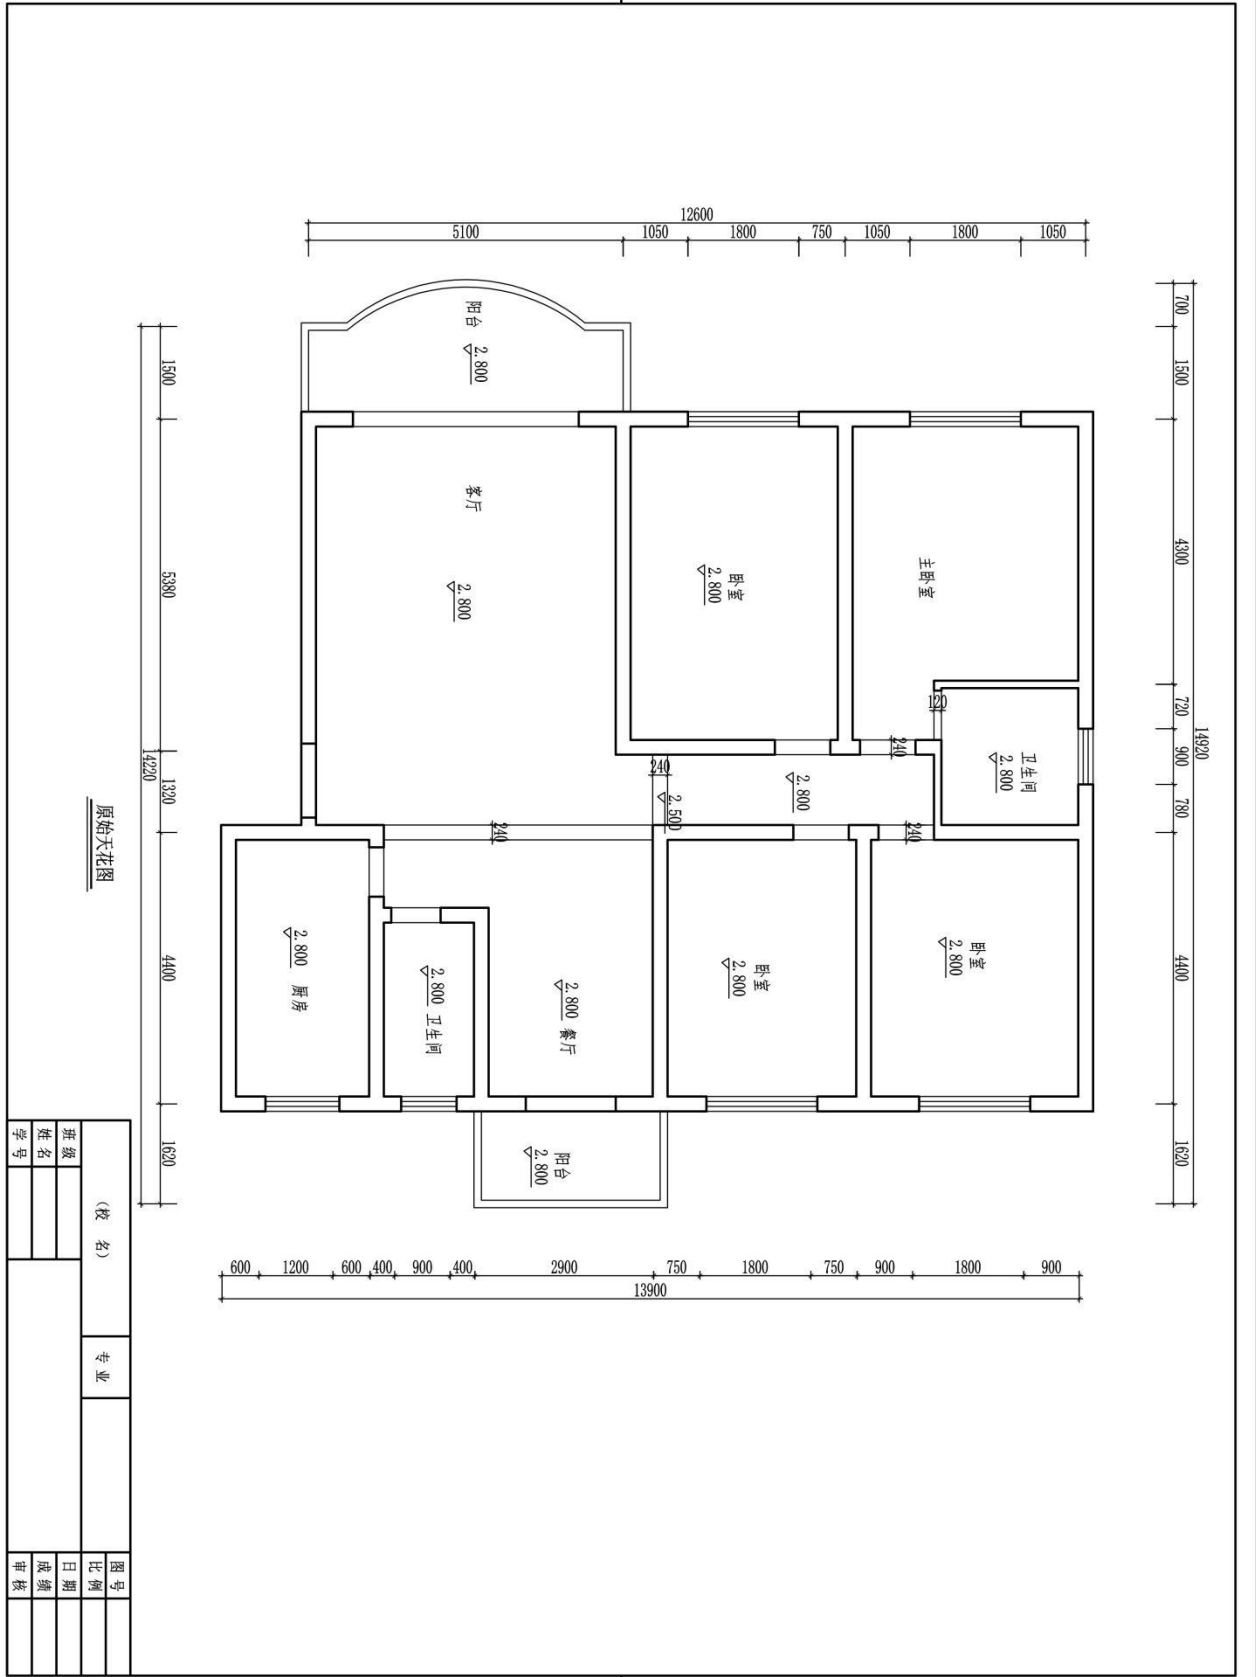 12600
5100 1050 1800 750 1050 1800 1050
700
1500
4300
720
900
780
4400
1620
14920
1500
5380
1320
4400
1620
14220
阳台
2.800
客厅
2.800
卧室
2.800
主卧室
120
卫生间
2.800
240
240
2.800
2.500
240
240
2.800
厨房
2.800
卫生间
2.800
餐厅
卧室
2.800
卧室
2.800
阳台
2.800
600 1200 600 400 900 400 2900 750 1800 750 900 1800 900
13900
原始天花图
(校 名)
专业
班级
姓名
学号
图号
比例
日期
成绩
审核